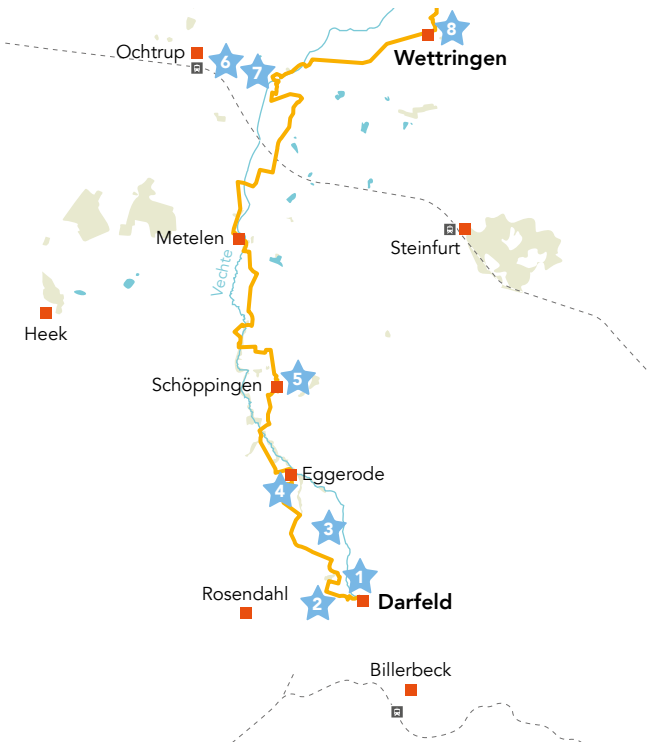 8
Ochtrup
6
7
Wettringen
Metelen
Steinfurt
Vechte
Heek
5
Schöppingen
Eggerode
4
3
1
Rosendahl
2
Darfeld
Billerbeck